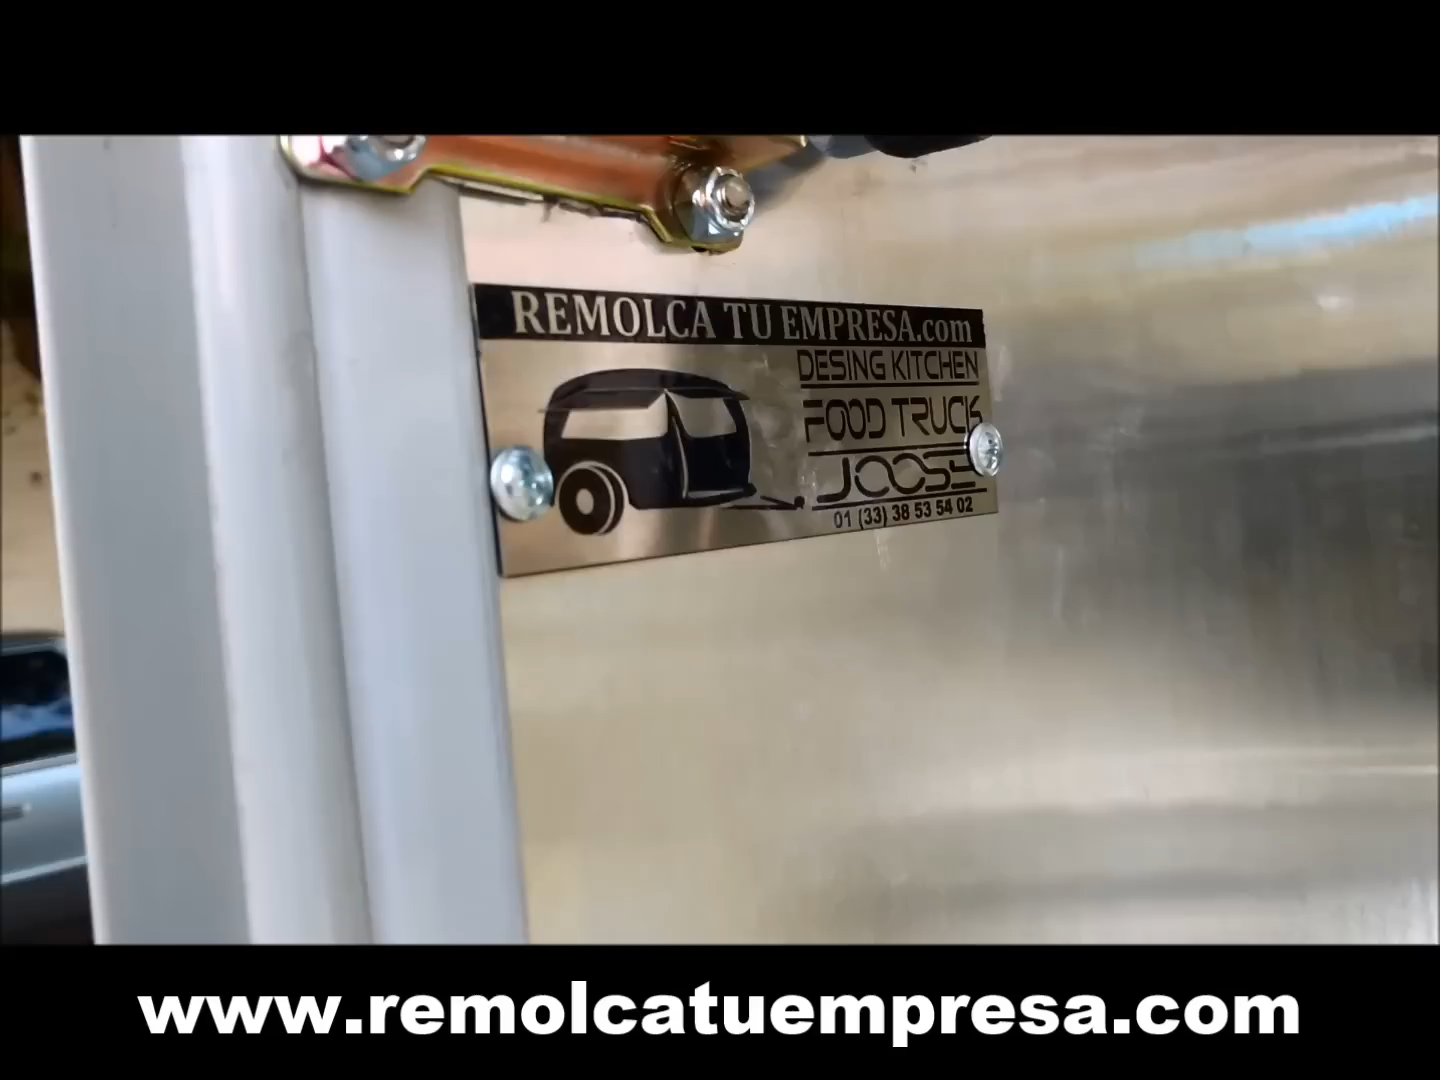 REMOLCA TU EMPRESA.com
DESING KITCHEN
FOOD TRUCK
JOOSE
01 (33) 38 53 54 02
www.remolcatuempresa.com